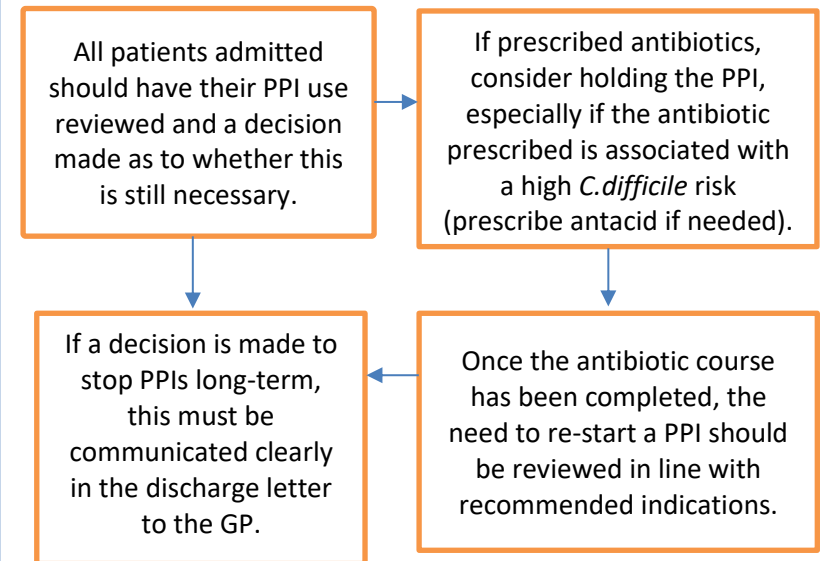 All patients admitted
should have their PPI use
reviewed and a decision
made as to whether this
is still necessary.
If prescribed antibiotics,
consider holding the PPI,
especially if the antibiotic
prescribed is associated with
a high C.difficile risk
(prescribe antacid if needed).
Once the antibiotic course
has been completed, the
need to re-start a PPI should
be reviewed in line with
recommended indications.
If a decision is made to
stop PPIs long-term,
this must be
communicated clearly
in the discharge letter
to the GP.